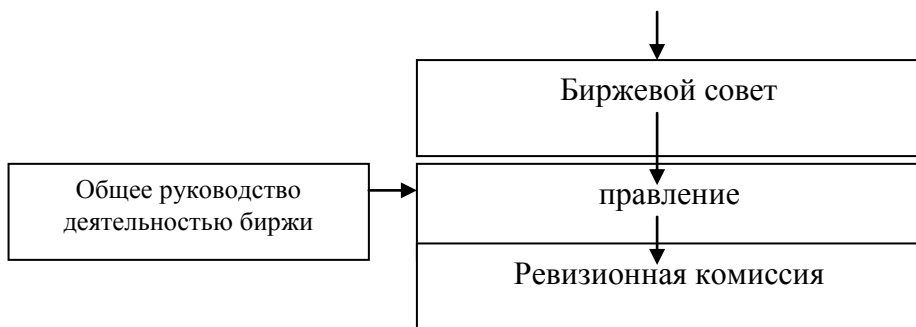 Биржевой совет
Общее руководство
деятельностью биржи
правление
Ревизионная комиссия